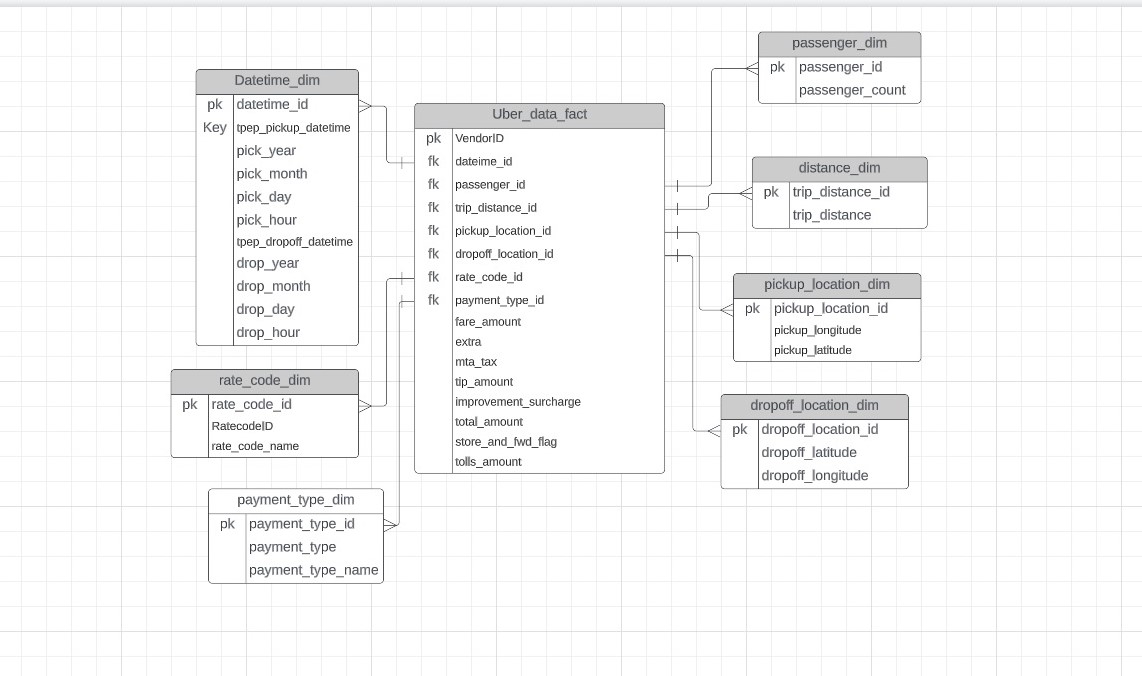 Datetime_dim
pk datetime_id
Key tpep_pickup_datetime
pick_year
pick_month
pick_day
pick_hour
tpep_dropoff_datetime
drop_year
drop_month
drop_day
drop_hour
rate_code_dim
pk rate_code_id
RatecodeID
rate_code_name
payment_type_dim
pk payment_type_id
payment_type
payment_type_name
Uber_data_fact
pk VendorID
fk dateime_id
fk passenger_id
fk trip_distance_id
fk pickup_location_id
fk dropoff_location_id
fk rate_code_id
fk payment_type_id
fare_amount
extra
mta_tax
tip_amount
improvement_surcharge
total_amount
store_and_fwd_flag
tolls_amount
passenger_dim
pk passenger_id
passenger_count
distance_dim
pk trip_distance_id
trip_distance
pickup_location_dim
pk pickup_location_id
pickup_longitude
pickup_latitude
dropoff_location_dim
pk dropoff_location_id
dropoff_latitude
dropoff_longitude